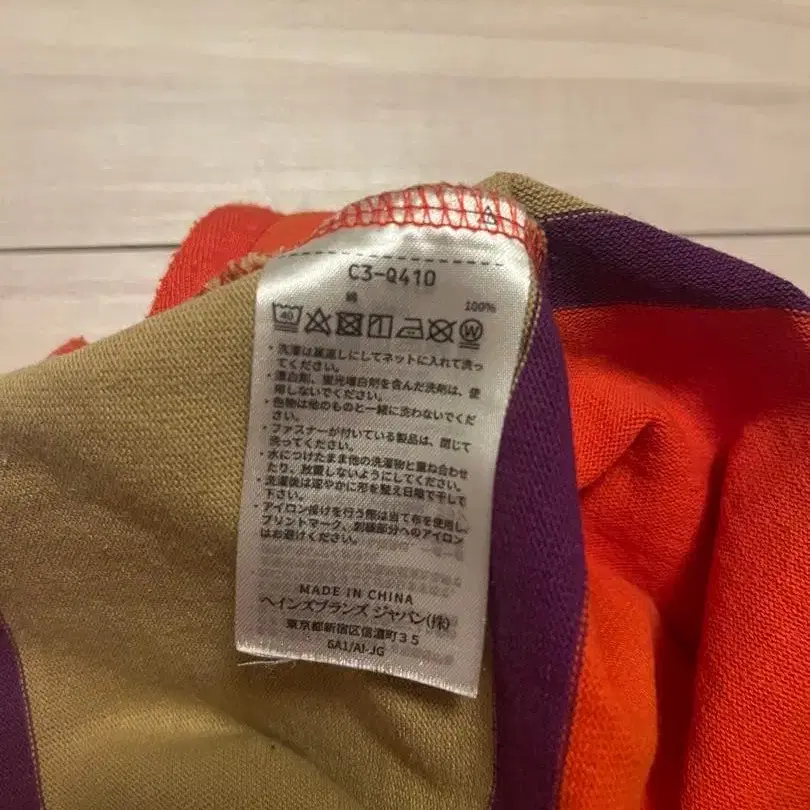 C3-Q410
綿 100%
40
・洗濯は裏返しにしてネットに入れて洗っ
てください。
・漂白剤、蛍光増白剤を含んだ洗剤は、使
用しないでください。
・色物は他のものと一緒に洗わないでくだ
さい。
・ファスナーが付いている製品は、閉じて
洗ってください。
・水につけたまま他の洗濯物と重ね合わせ
たり、放置しないようにしてください。
・洗濯後は速やかに形を整え日陰で干して
下さい。
・アイロン掛けを行う際は当て布を使用し、
プリントマーク、刺繍部分へのアイロン
はお避けください。
MADE IN CHINA
ヘインズブランズ ジャパン(株)
東京都新宿区信濃町35
6A1/AI-JG